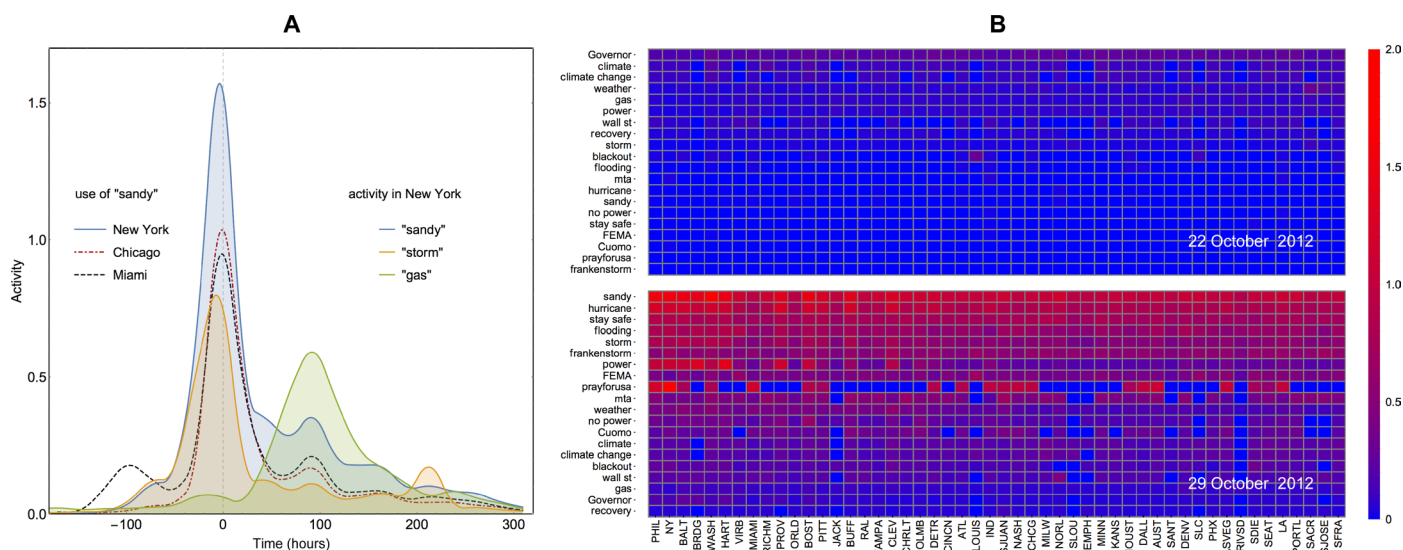 A
Activity
1.5
1.0
0.5
0.0
−100
0
100
200
300
Time (hours)
use of "sandy"
New York
Chicago
Miami
activity in New York
"sandy"
"storm"
"gas"
B
Governor
climate
climate change
weather
gas
power
wall st
recovery
storm
blackout
flooding
mta
hurricane
sandy
no power
stay safe
FEMA
Cuomo
prayforusa
frankenstorm
22 October 2012
sandy
hurricane
stay safe
flooding
storm
frankenstorm
power
FEMA
prayforusa
mta
weather
no power
Cuomo
climate
climate change
blackout
wall st
gas
Governor
recovery
29 October 2012
PHIL
NY
BALT
BRDG
WASH
HART
VIRB
MIAMI
RICHM
PROV
ORLD
BOST
PITT
JACK
BUFF
RAL
AMPA
CLEV
CHRLT
OLMB
DETR
CINCN
ATL
LOUIS
IND
SJUAN
NASH
CHCG
MILW
NORL
SLOU
EMPH
MINN
KANS
OUST
DALL
AUST
SANT
DENV
SLC
PHX
SVEG
RVSD
SDIE
SEAT
LA
ORTL
SACR
SJOSE
SFRA
2.0
1.5
1.0
0.5
0